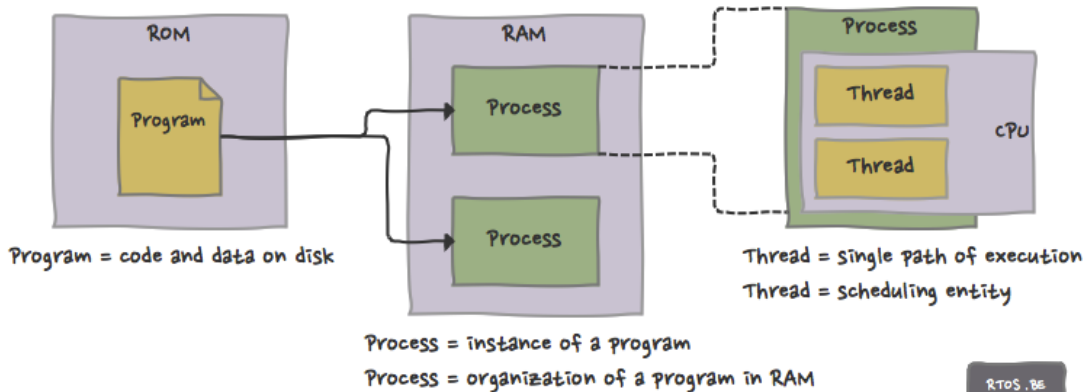 ROM
Program
Program = code and data on disk
RAM
Process
Process
Process = instance of a program
Process = organization of a program in RAM
Process
Thread
Thread
CPU
Thread = single path of execution
Thread = scheduling entity
RTOS.BE